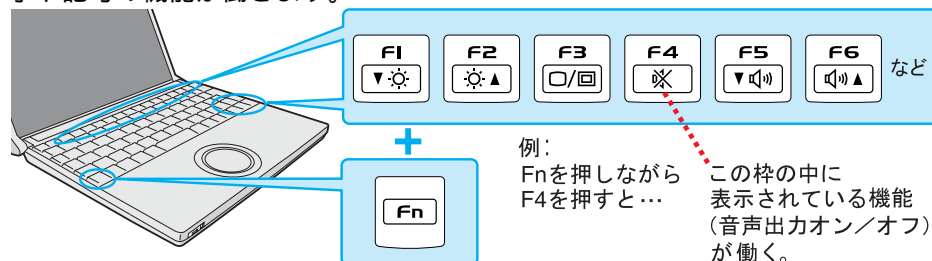 F1 F2 F3 F4 F5 F6 など
Fn
例:
Fnを押しながら
F4を押すと…
この枠の中に
表示されている機能
(音声出力オン／オフ)
が働く。